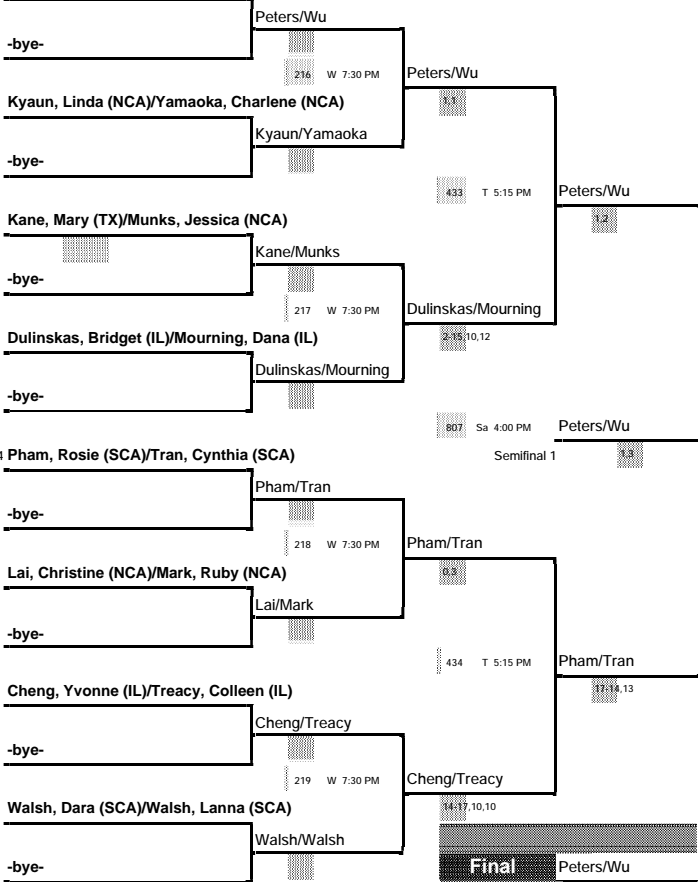 Peters/Wu
-bye-
216 W 7:30 PM Peters/Wu
Kyaun, Linda (NCA)/Yamaoka, Charlene (NCA) 1,1
Kyaun/Yamaoka
-bye-
433 T 5:15 PM Peters/Wu
Kane, Mary (TX)/Munks, Jessica (NCA) 1,2
Kane/Munks
-bye-
217 W 7:30 PM Dulinskas/Mourning
Dulinskas, Bridget (IL)/Mourning, Dana (IL) 2-15,10,12
Dulinskas/Mourning
-bye-
807 Sa 4:00 PM Peters/Wu
4 Pham, Rosie (SCA)/Tran, Cynthia (SCA) Semifinal 1 1,3
Pham/Tran
-bye-
218 W 7:30 PM Pham/Tran
Lai, Christine (NCA)/Mark, Ruby (NCA) 0,3
Lai/Mark
-bye-
434 T 5:15 PM Pham/Tran
Cheng, Yvonne (IL)/Treacy, Colleen (IL) 17-14,13
Cheng/Treacy
-bye-
219 W 7:30 PM Cheng/Treacy
Walsh, Dara (SCA)/Walsh, Lanna (SCA) 14-17,10,10
Walsh/Walsh
-bye- Final Peters/Wu